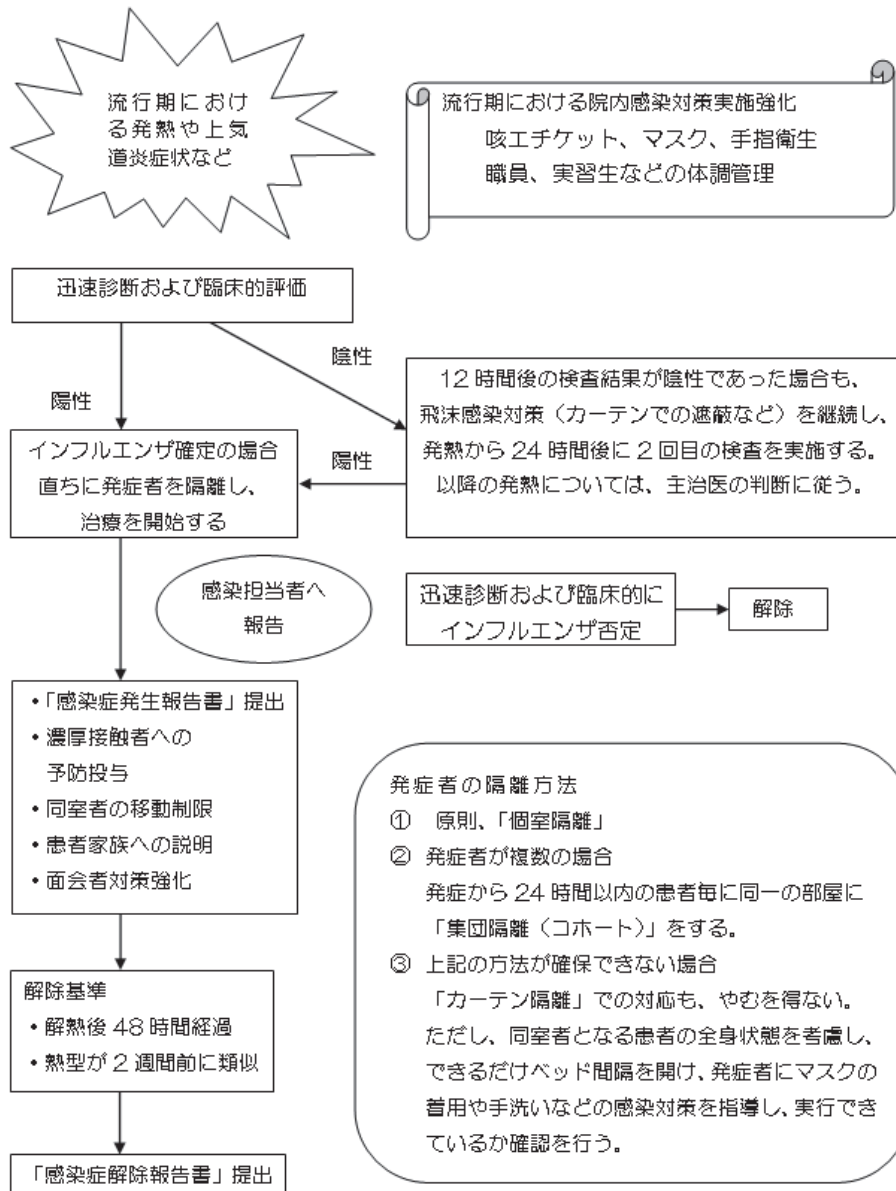 流行期におけ
る発熱や上気
道炎症状など
流行期における院内感染対策実施強化
咳エチケット、マスク、手指衛生
職員、実習生などの体調管理
迅速診断および臨床的評価
陰性
陽性
12時間後の検査結果が陰性であった場合も、
飛沫感染対策（カーテンでの遮蔽など）を継続し、
発熱から24時間後に2回目の検査を実施する。
以降の発熱については、主治医の判断に従う。
陽性
インフルエンザ確定の場合
直ちに発症者を隔離し、
治療を開始する
感染担当者へ
報告
迅速診断および臨床的に
インフルエンザ否定
解除
・「感染症発生報告書」提出
・濃厚接触者への
予防投与
・同室者の移動制限
・患者家族への説明
・面会者対策強化
解除基準
・解熱後48時間経過
・熱型が2週間前に類似
「感染症解除報告書」提出
発症者の隔離方法
① 原則、「個室隔離」
② 発症者が複数の場合
発症から24時間以内の患者毎に同一の部屋に
「集団隔離（コホート）」をする。
③ 上記の方法が確保できない場合
「カーテン隔離」での対応も、やむを得ない。
ただし、同室者となる患者の全身状態を考慮し、
できるだけベッド間隔を開け、発症者にマスクの
着用や手洗いなどの感染対策を指導し、実行でき
ているか確認を行う。